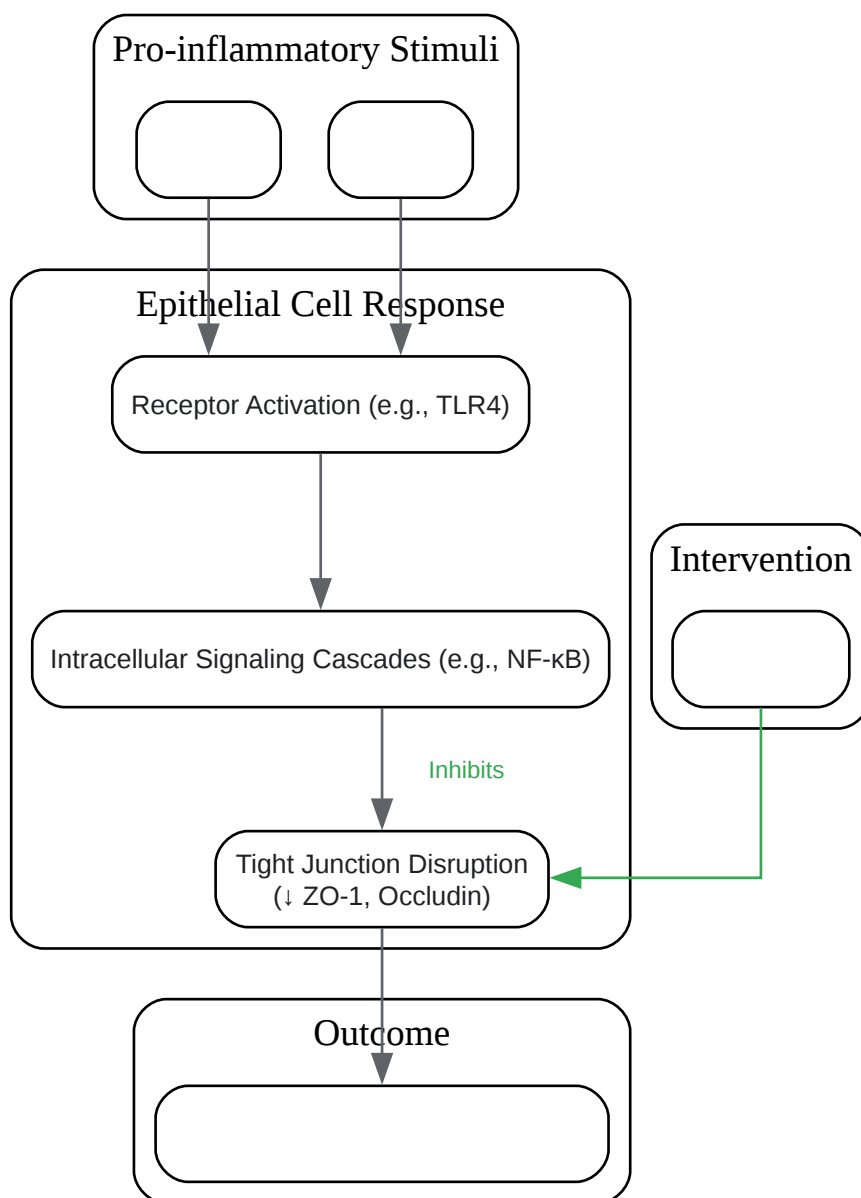 Pro-inflammatory Stimuli
Epithelial Cell Response
Receptor Activation (e.g., TLR4)
Intervention
Intracellular Signaling Cascades (e.g., NF-κB)
Inhibits
Tight Junction Disruption
(↓ ZO-1, Occludin)
Outcome